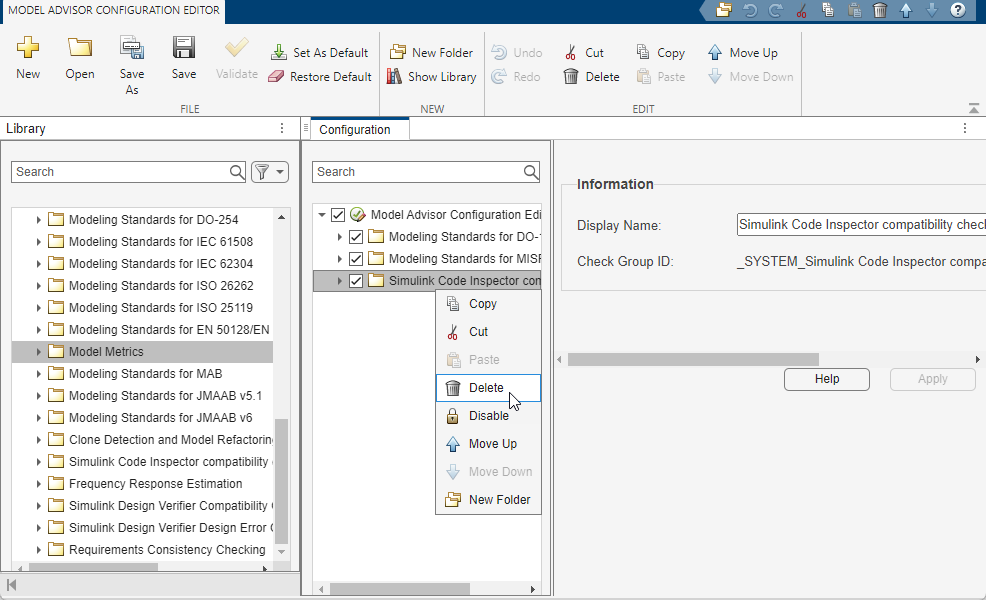 MODEL ADVISOR CONFIGURATION EDITOR
New
Open
Save As
Save
Validate
Set As Default
Restore Default
FILE
New Folder
Show Library
NEW
Undo
Redo
Cut
Delete
Copy
Paste
Move Up
Move Down
EDIT
Library
Search
Modeling Standards for DO-254
Modeling Standards for IEC 61508
Modeling Standards for IEC 62304
Modeling Standards for ISO 26262
Modeling Standards for ISO 25119
Modeling Standards for EN 50128/EN
Model Metrics
Modeling Standards for MAB
Modeling Standards for JMAAB v5.1
Modeling Standards for JMAAB v6
Clone Detection and Model Refactorin
Simulink Code Inspector compatibility
Frequency Response Estimation
Simulink Design Verifier Compatibility
Simulink Design Verifier Design Error
Requirements Consistency Checking
Configuration
Search
Model Advisor Configuration Edi
Modeling Standards for DO-
Modeling Standards for MISR
Simulink Code Inspector com
Copy
Cut
Paste
Delete
Disable
Move Up
Move Down
New Folder
Information
Display Name:
Simulink Code Inspector compatibility check
Check Group ID:
_SYSTEM_Simulink Code Inspector compa
Help
Apply